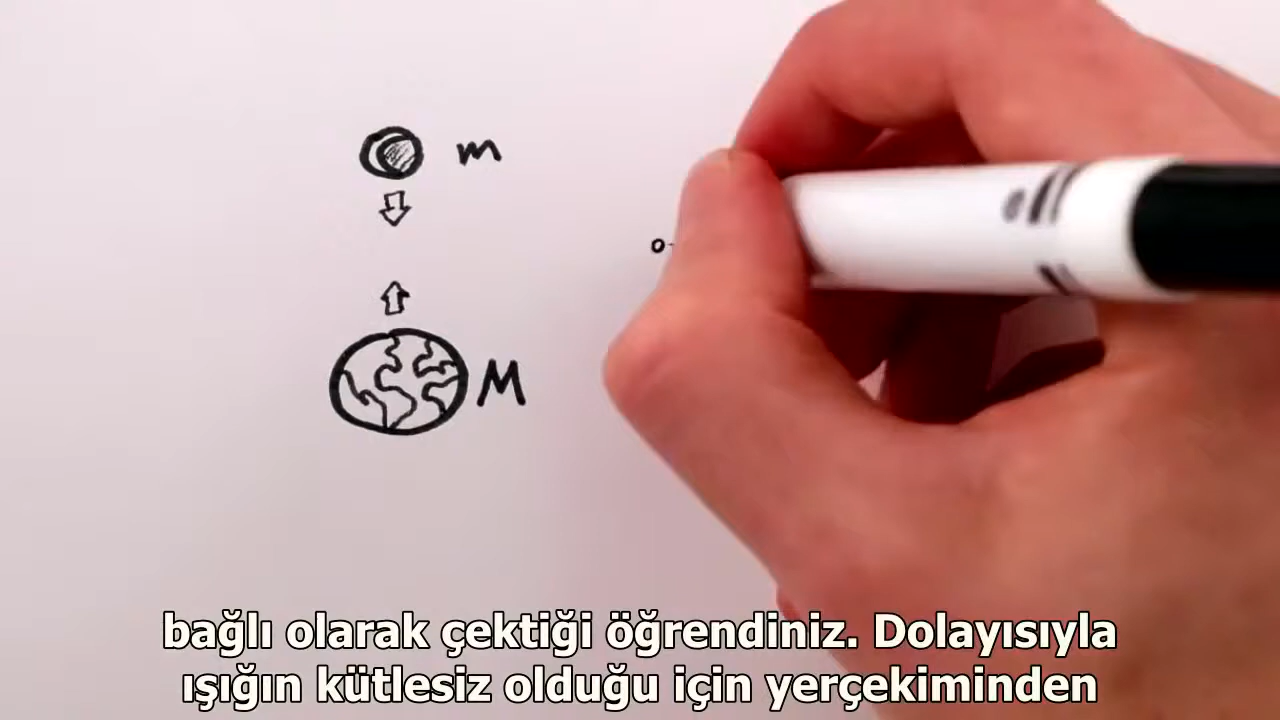 m
M
bağlı olarak çektiği öğrendiniz. Dolayısıyla
ışığın kütlesiz olduğu için yerçekiminden